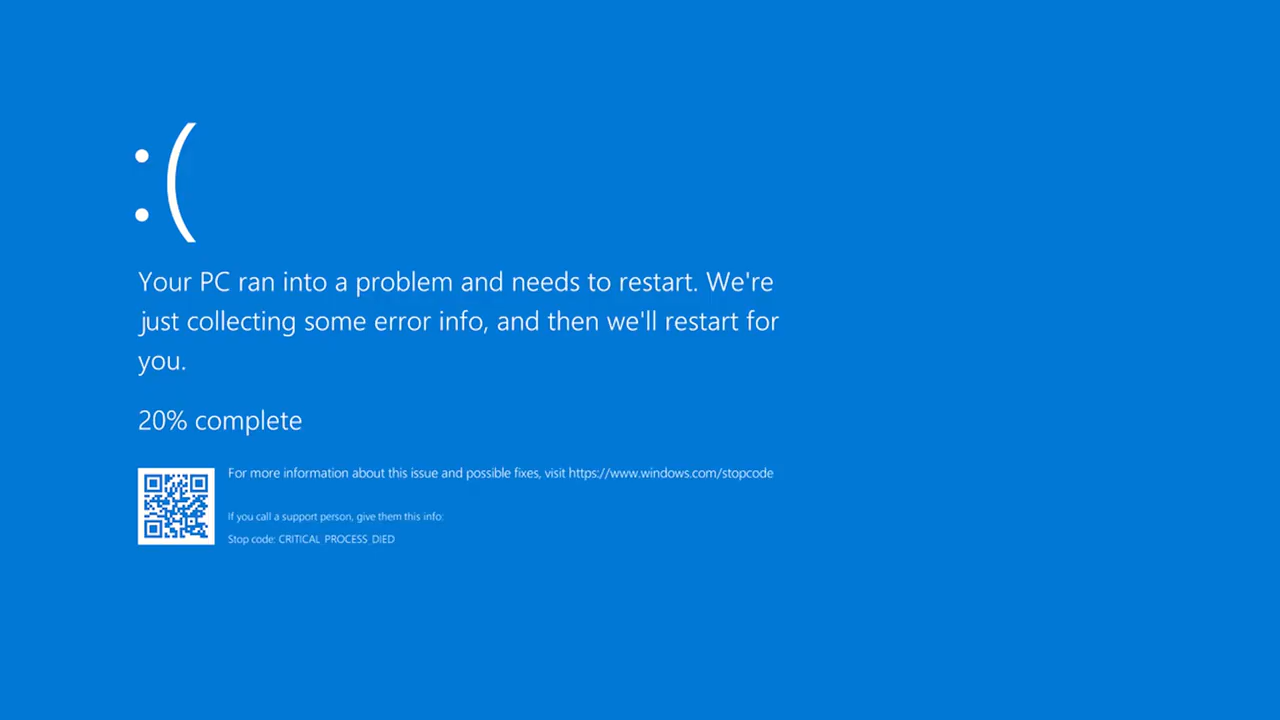 :(
Your PC ran into a problem and needs to restart. We're
just collecting some error info, and then we'll restart for
you.
20% complete
For more information about this issue and possible fixes, visit https://www.windows.com/stopcode
If you call a support person, give them this info:
Stop code: CRITICAL_PROCESS_DIED